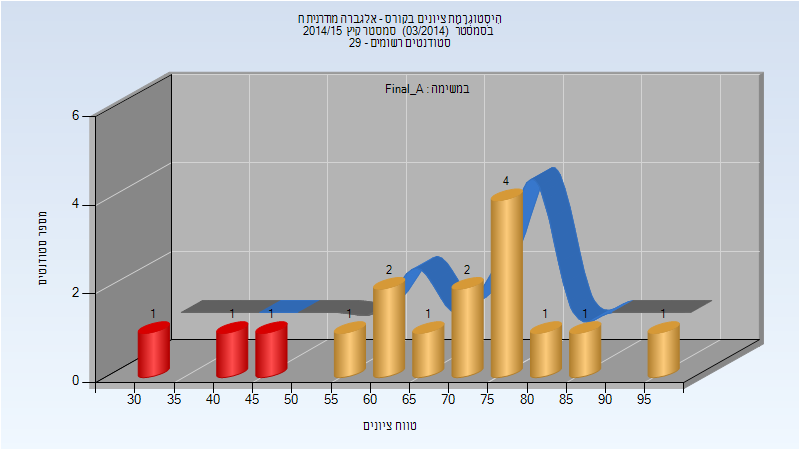 היסטוגרמת ציונים בקורס - אלגברה מודרנית ח
בסמסטר (03/2014) סמסטר קיץ 2014/15
סטודנטים רשומים - 29
במשימה : Final_A
מספר סטודנטים
6
4
2
0
1 1 1 1 2 1 2 4 1 1 1
30 35 40 45 50 55 60 65 70 75 80 85 90 95
טווח ציונים